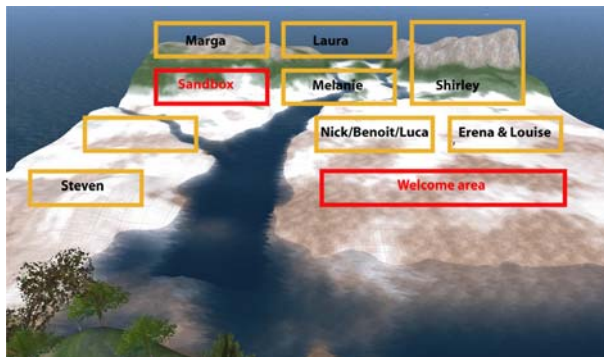 Marga
Laura
Sandbox
Melanie
Shirley
Nick/Benoit/Luca
Erena & Louise
Steven
Welcome area